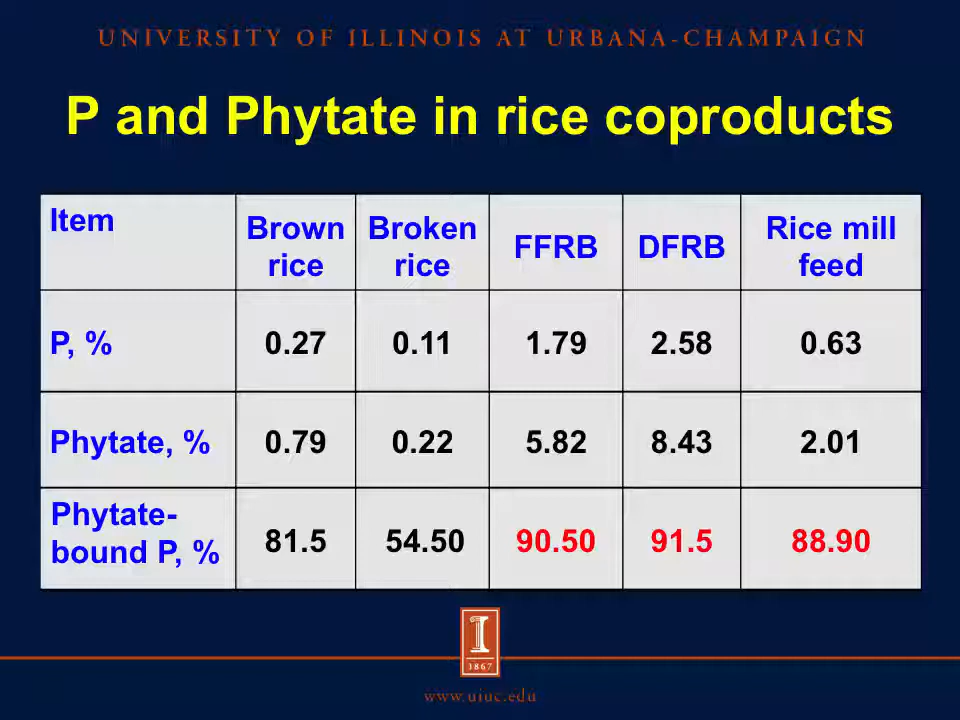 UNIVERSITY OF ILLINOIS AT URBANA-CHAMPAIGN
P and Phytate in rice coproducts
Item
Brown rice
Broken rice
FFRB
DFRB
Rice mill feed
P, % 0.27 0.11 1.79 2.58 0.63
Phytate, % 0.79 0.22 5.82 8.43 2.01
Phytate-bound P, % 81.5 54.50 90.50 91.5 88.90
I
1867
www.uiuc.edu